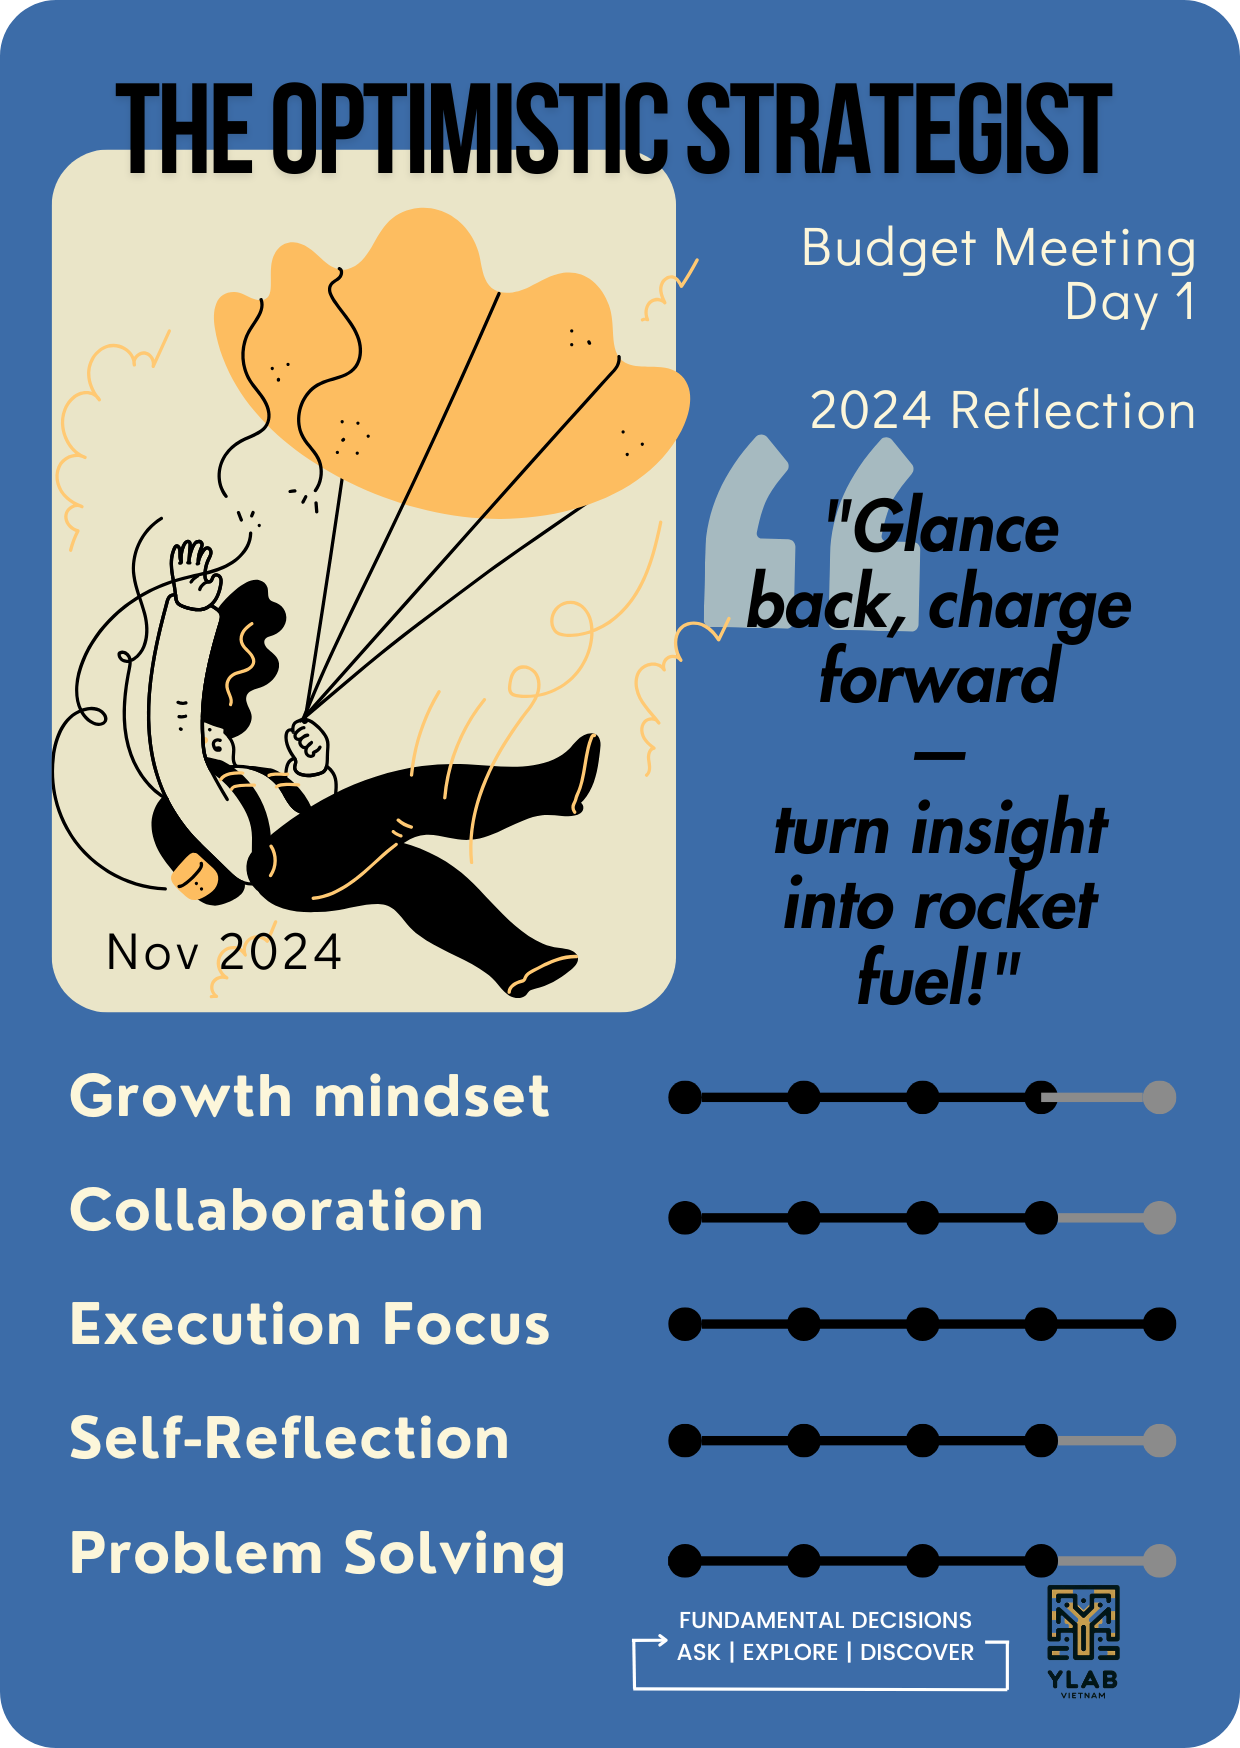 THE OPTIMISTIC STRATEGIST
Budget Meeting
Day 1
2024 Reflection
"Glance
back, charge
forward
—
turn insight
into rocket
fuel!"
Nov 2024
Growth mindset
Collaboration
Execution Focus
Self-Reflection
Problem Solving
FUNDAMENTAL DECISIONS
ASK | EXPLORE | DISCOVER
YLAB
VIETNAM